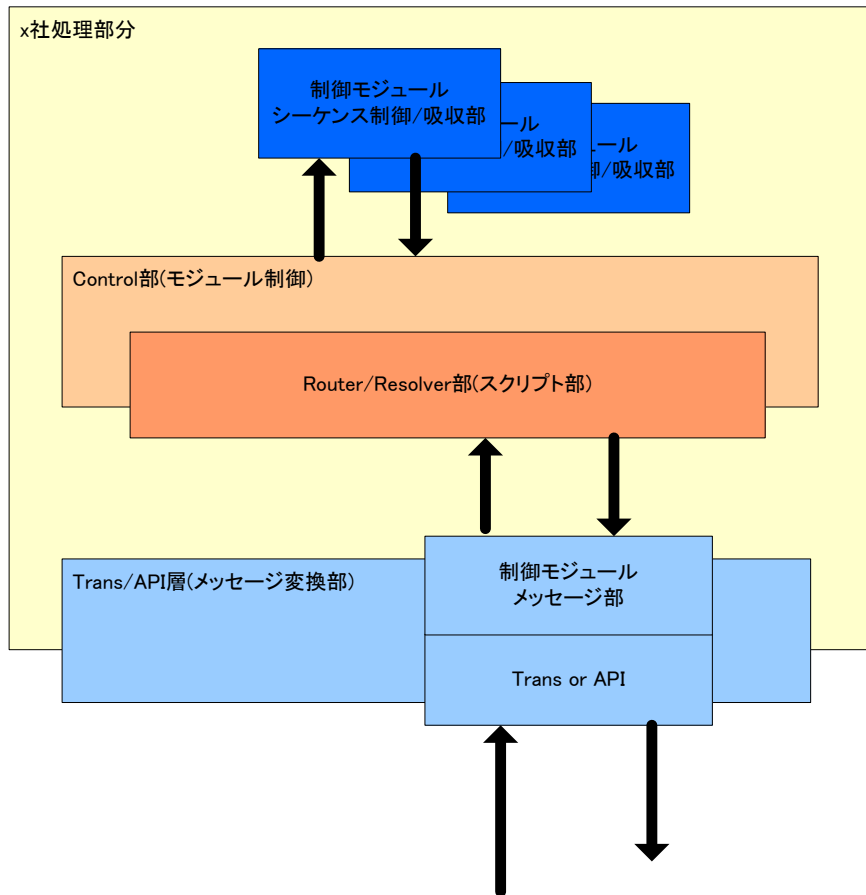 x社処理部分
制御モジュール
シーケンス制御/吸収部
ール
/吸収部
ュール
御/吸収部
Control部(モジュール制御)
Router/Resolver部(スクリプト部)
制御モジュール
メッセージ部
Trans/API層(メッセージ変換部)
Trans or API